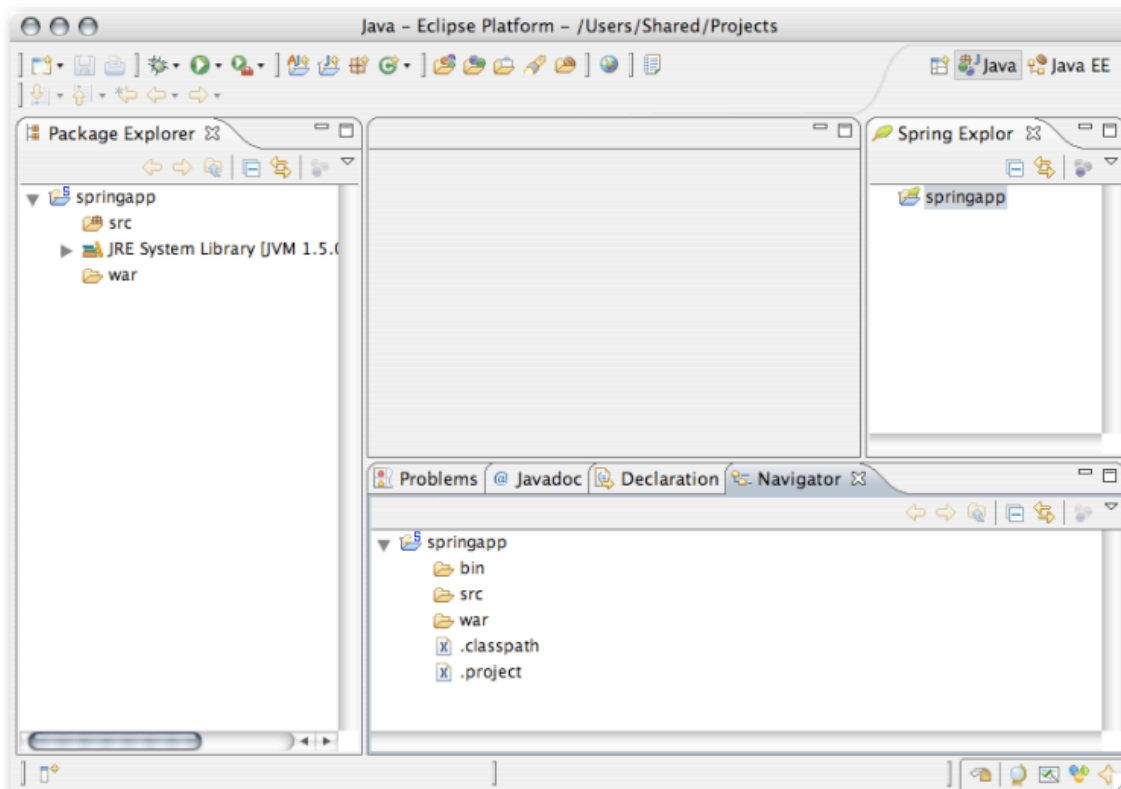 Java – Eclipse Platform – /Users/Shared/Projects
Java Java EE
Package Explorer
springapp
src
JRE System Library [JVM 1.5.0
war
Spring Explor
springapp
Problems @ Javadoc Declaration Navigator
springapp
bin
src
war
.classpath
.project